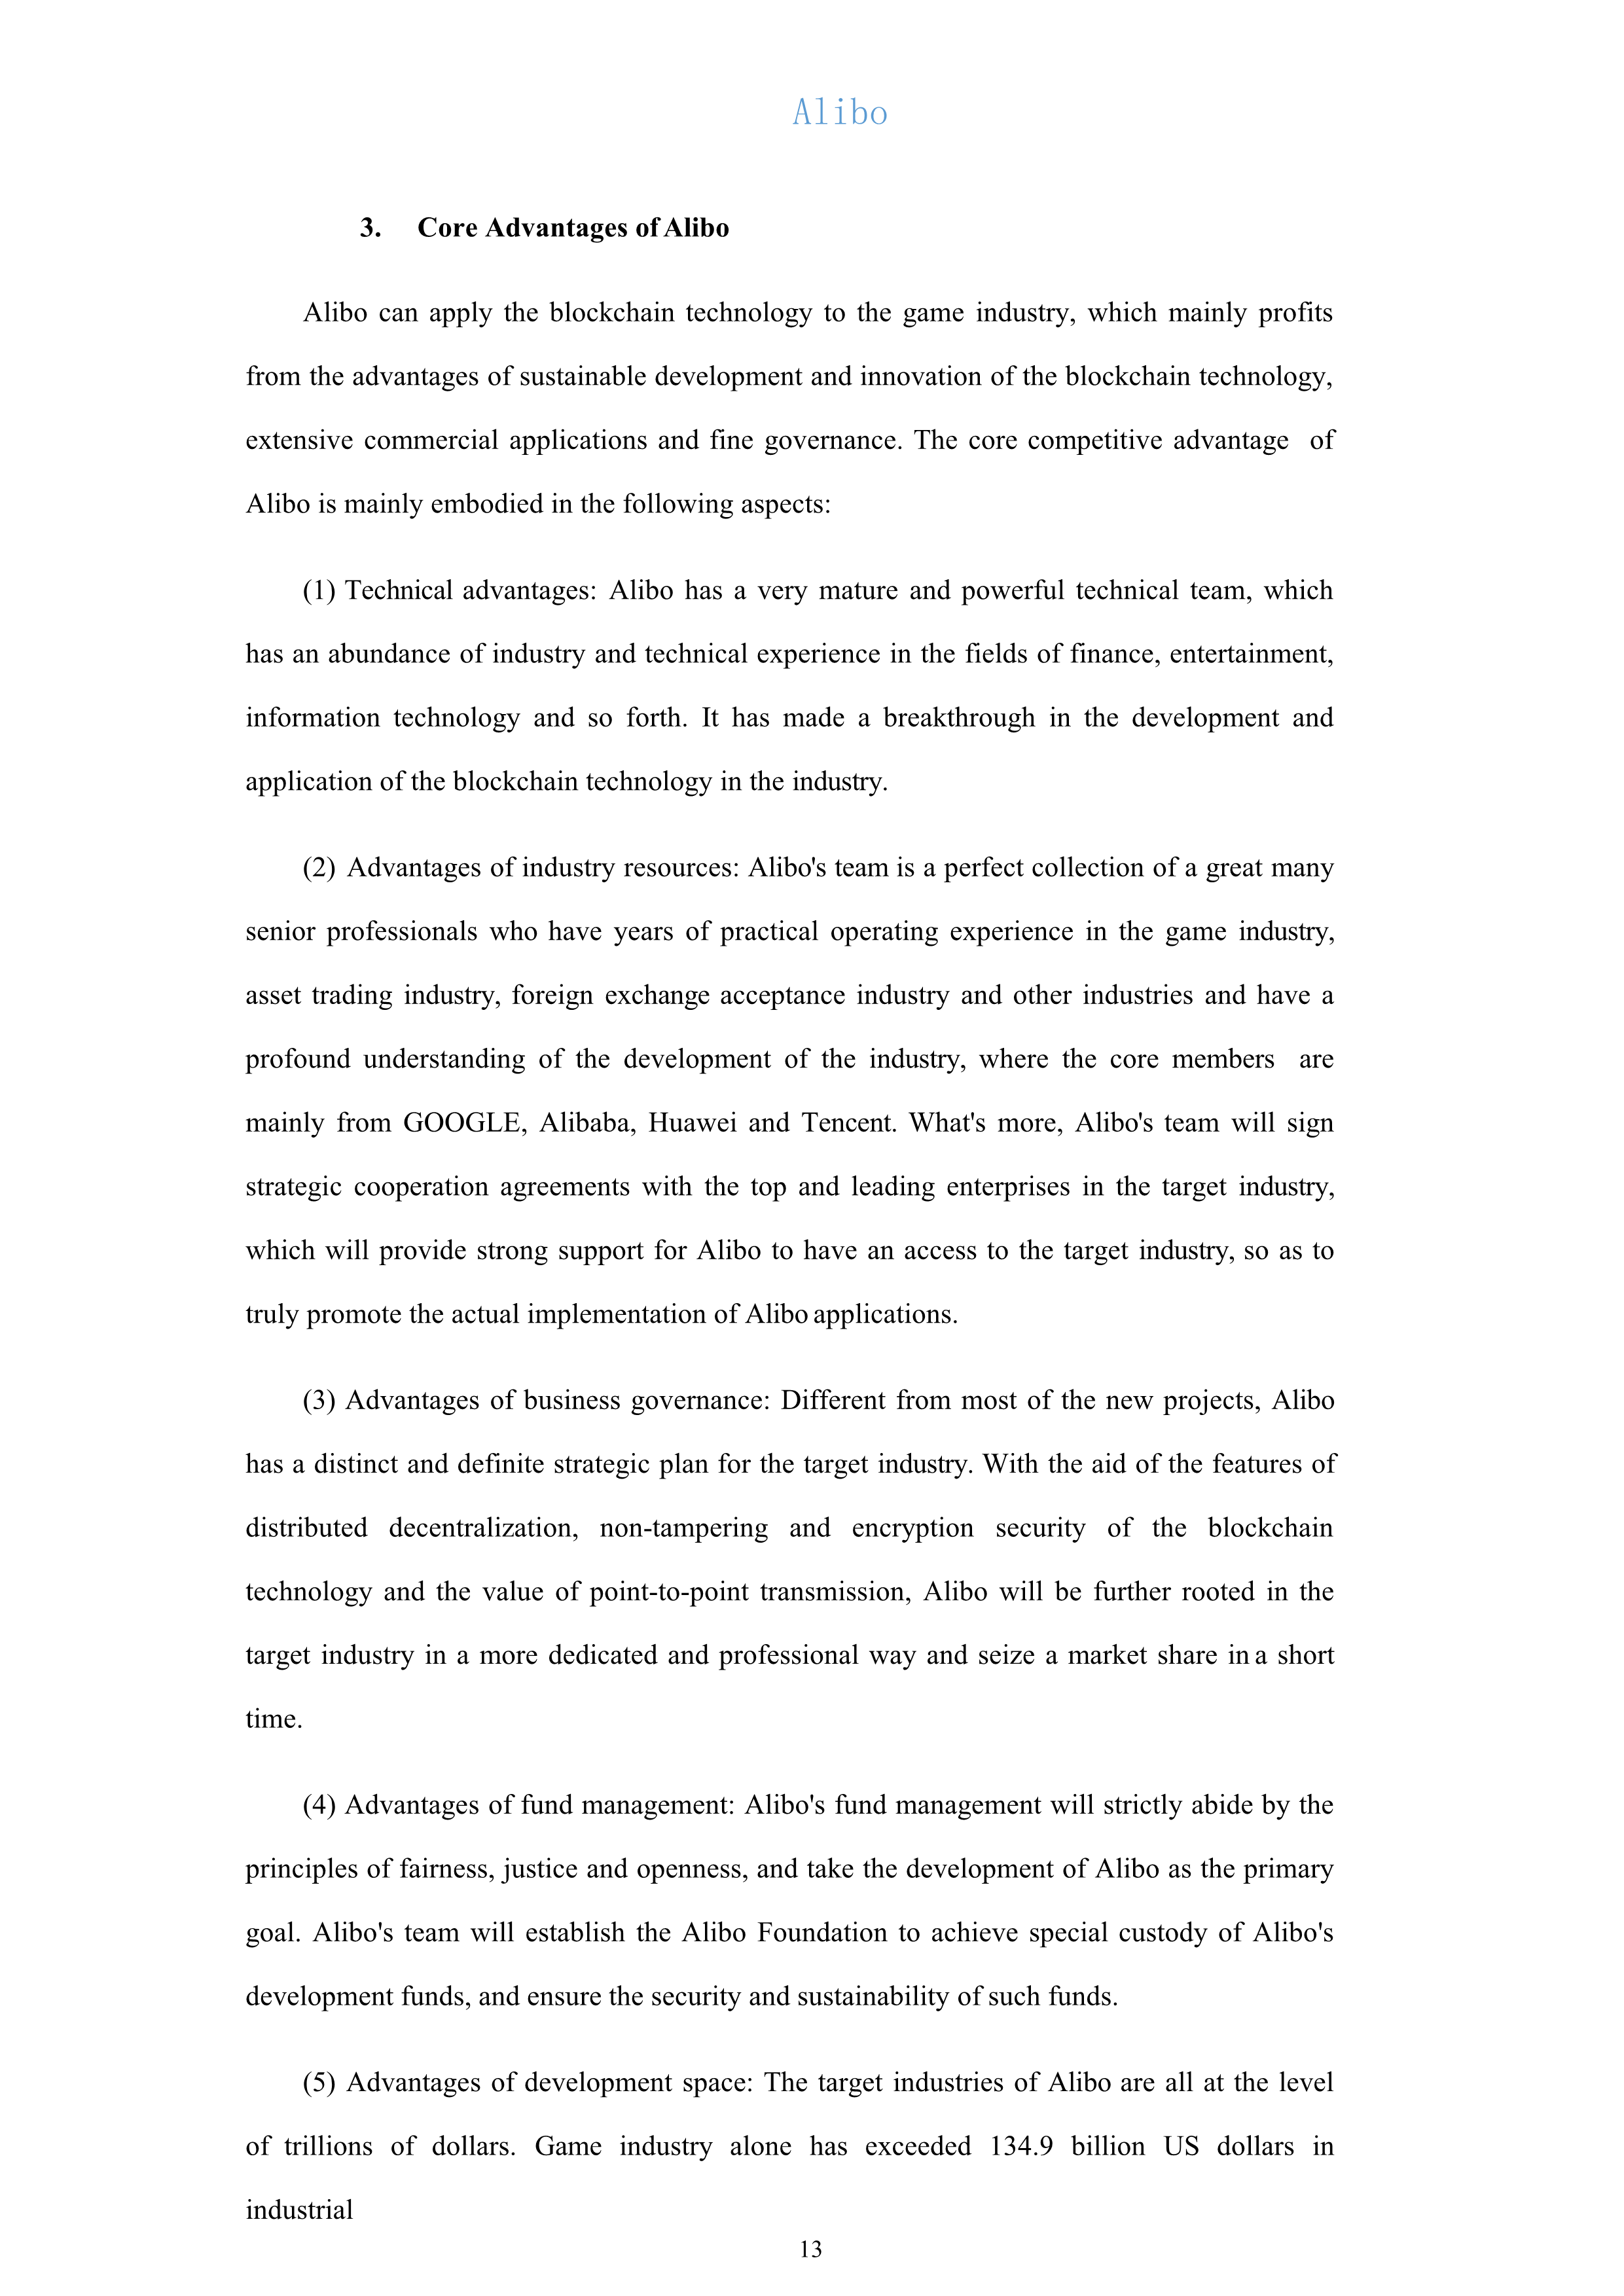 Alibo
3. Core Advantages of Alibo
Alibo can apply the blockchain technology to the game industry, which mainly profits
from the advantages of sustainable development and innovation of the blockchain technology,
extensive commercial applications and fine governance. The core competitive advantage of
Alibo is mainly embodied in the following aspects:
(1) Technical advantages: Alibo has a very mature and powerful technical team, which
has an abundance of industry and technical experience in the fields of finance, entertainment,
information technology and so forth. It has made a breakthrough in the development and
application of the blockchain technology in the industry.
(2) Advantages of industry resources: Alibo's team is a perfect collection of a great many
senior professionals who have years of practical operating experience in the game industry,
asset trading industry, foreign exchange acceptance industry and other industries and have a
profound understanding of the development of the industry, where the core members are
mainly from GOOGLE, Alibaba, Huawei and Tencent. What's more, Alibo's team will sign
strategic cooperation agreements with the top and leading enterprises in the target industry,
which will provide strong support for Alibo to have an access to the target industry, so as to
truly promote the actual implementation of Alibo applications.
(3) Advantages of business governance: Different from most of the new projects, Alibo
has a distinct and definite strategic plan for the target industry. With the aid of the features of
distributed decentralization, non-tampering and encryption security of the blockchain
technology and the value of point-to-point transmission, Alibo will be further rooted in the
target industry in a more dedicated and professional way and seize a market share in a short
time.
(4) Advantages of fund management: Alibo's fund management will strictly abide by the
principles of fairness, justice and openness, and take the development of Alibo as the primary
goal. Alibo's team will establish the Alibo Foundation to achieve special custody of Alibo's
development funds, and ensure the security and sustainability of such funds.
(5) Advantages of development space: The target industries of Alibo are all at the level
of trillions of dollars. Game industry alone has exceeded 134.9 billion US dollars in
industrial
13